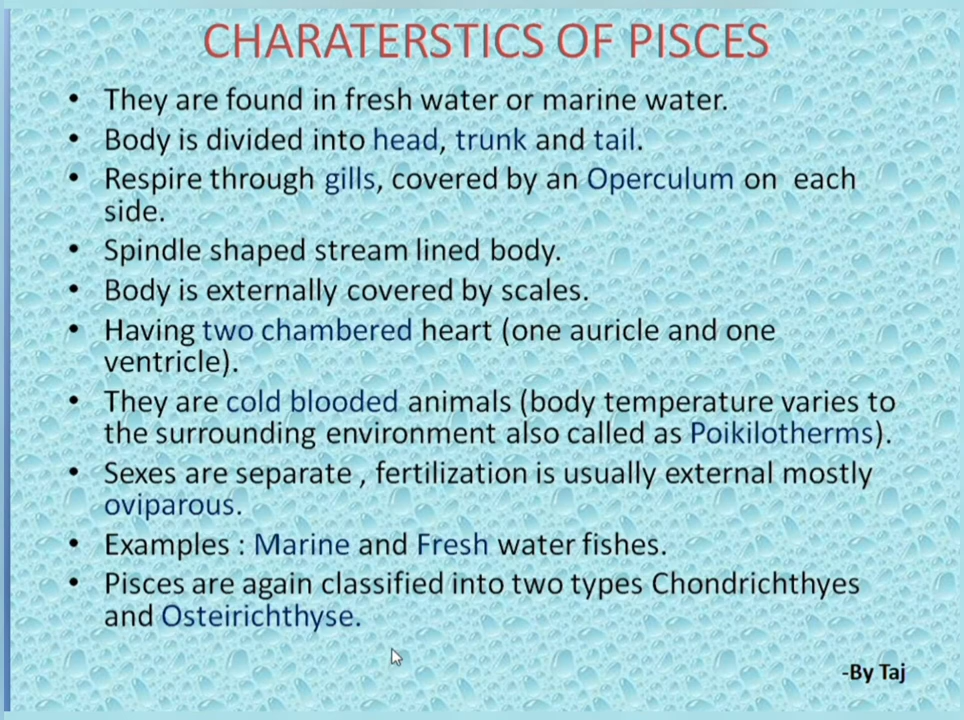 CHARATERSTICS OF PISCES
• They are found in fresh water or marine water.
• Body is divided into head, trunk and tail.
• Respire through gills, covered by an Operculum on each
side.
• Spindle shaped stream lined body.
• Body is externally covered by scales.
• Having two chambered heart (one auricle and one
ventricle).
• They are cold blooded animals (body temperature varies to
the surrounding environment also called as Poikilotherms).
• Sexes are separate , fertilization is usually external mostly
oviparous.
• Examples : Marine and Fresh water fishes.
• Pisces are again classified into two types Chondrichthyes
and Osteirichthyse.
-By Taj